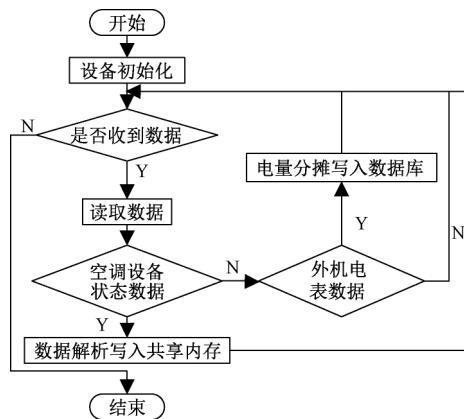 开始
设备初始化
N
是否收到数据
Y
电量分摊写入数据库
读取数据
Y
N
空调设备
状态数据
N
外机电
表数据
Y
数据解析写入共享内存
结束